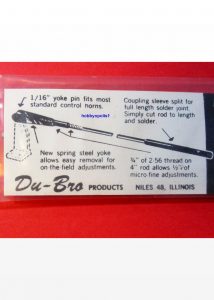 1/16" yoke pin fits most
standard control horns.
hobbyspolis7
Coupling sleeve split for
full length solder joint.
Simply cut rod to length
and solder.
New spring steel yoke
allows easy removal for
on-the-field adjustments.
¾" of 2-56 thread on
4" rod allows ½" of
micro fine adjustments.
Du-Bro PRODUCTS NILES 48, ILLINOIS